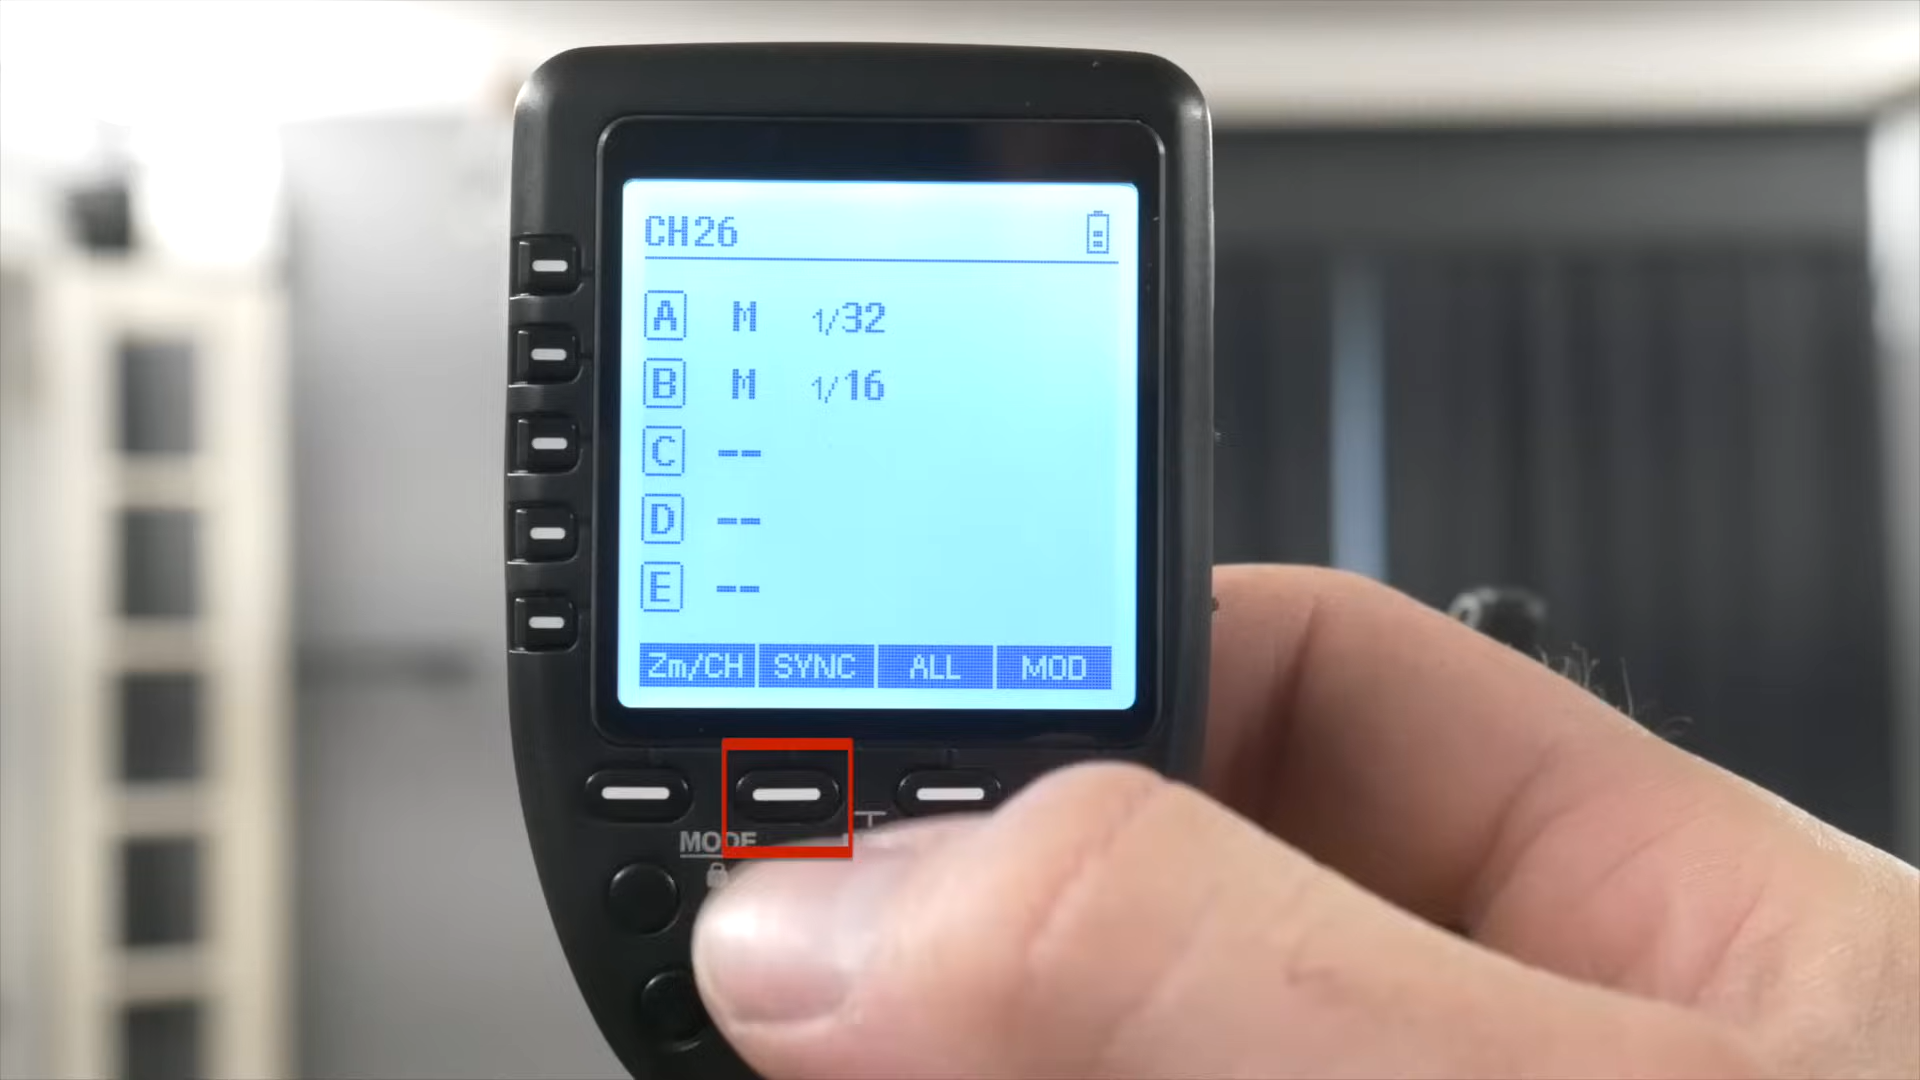 CH26
A M 1/32
B M 1/16
C --
D --
E --
Zm/CH SYNC ALL MOD
MODE